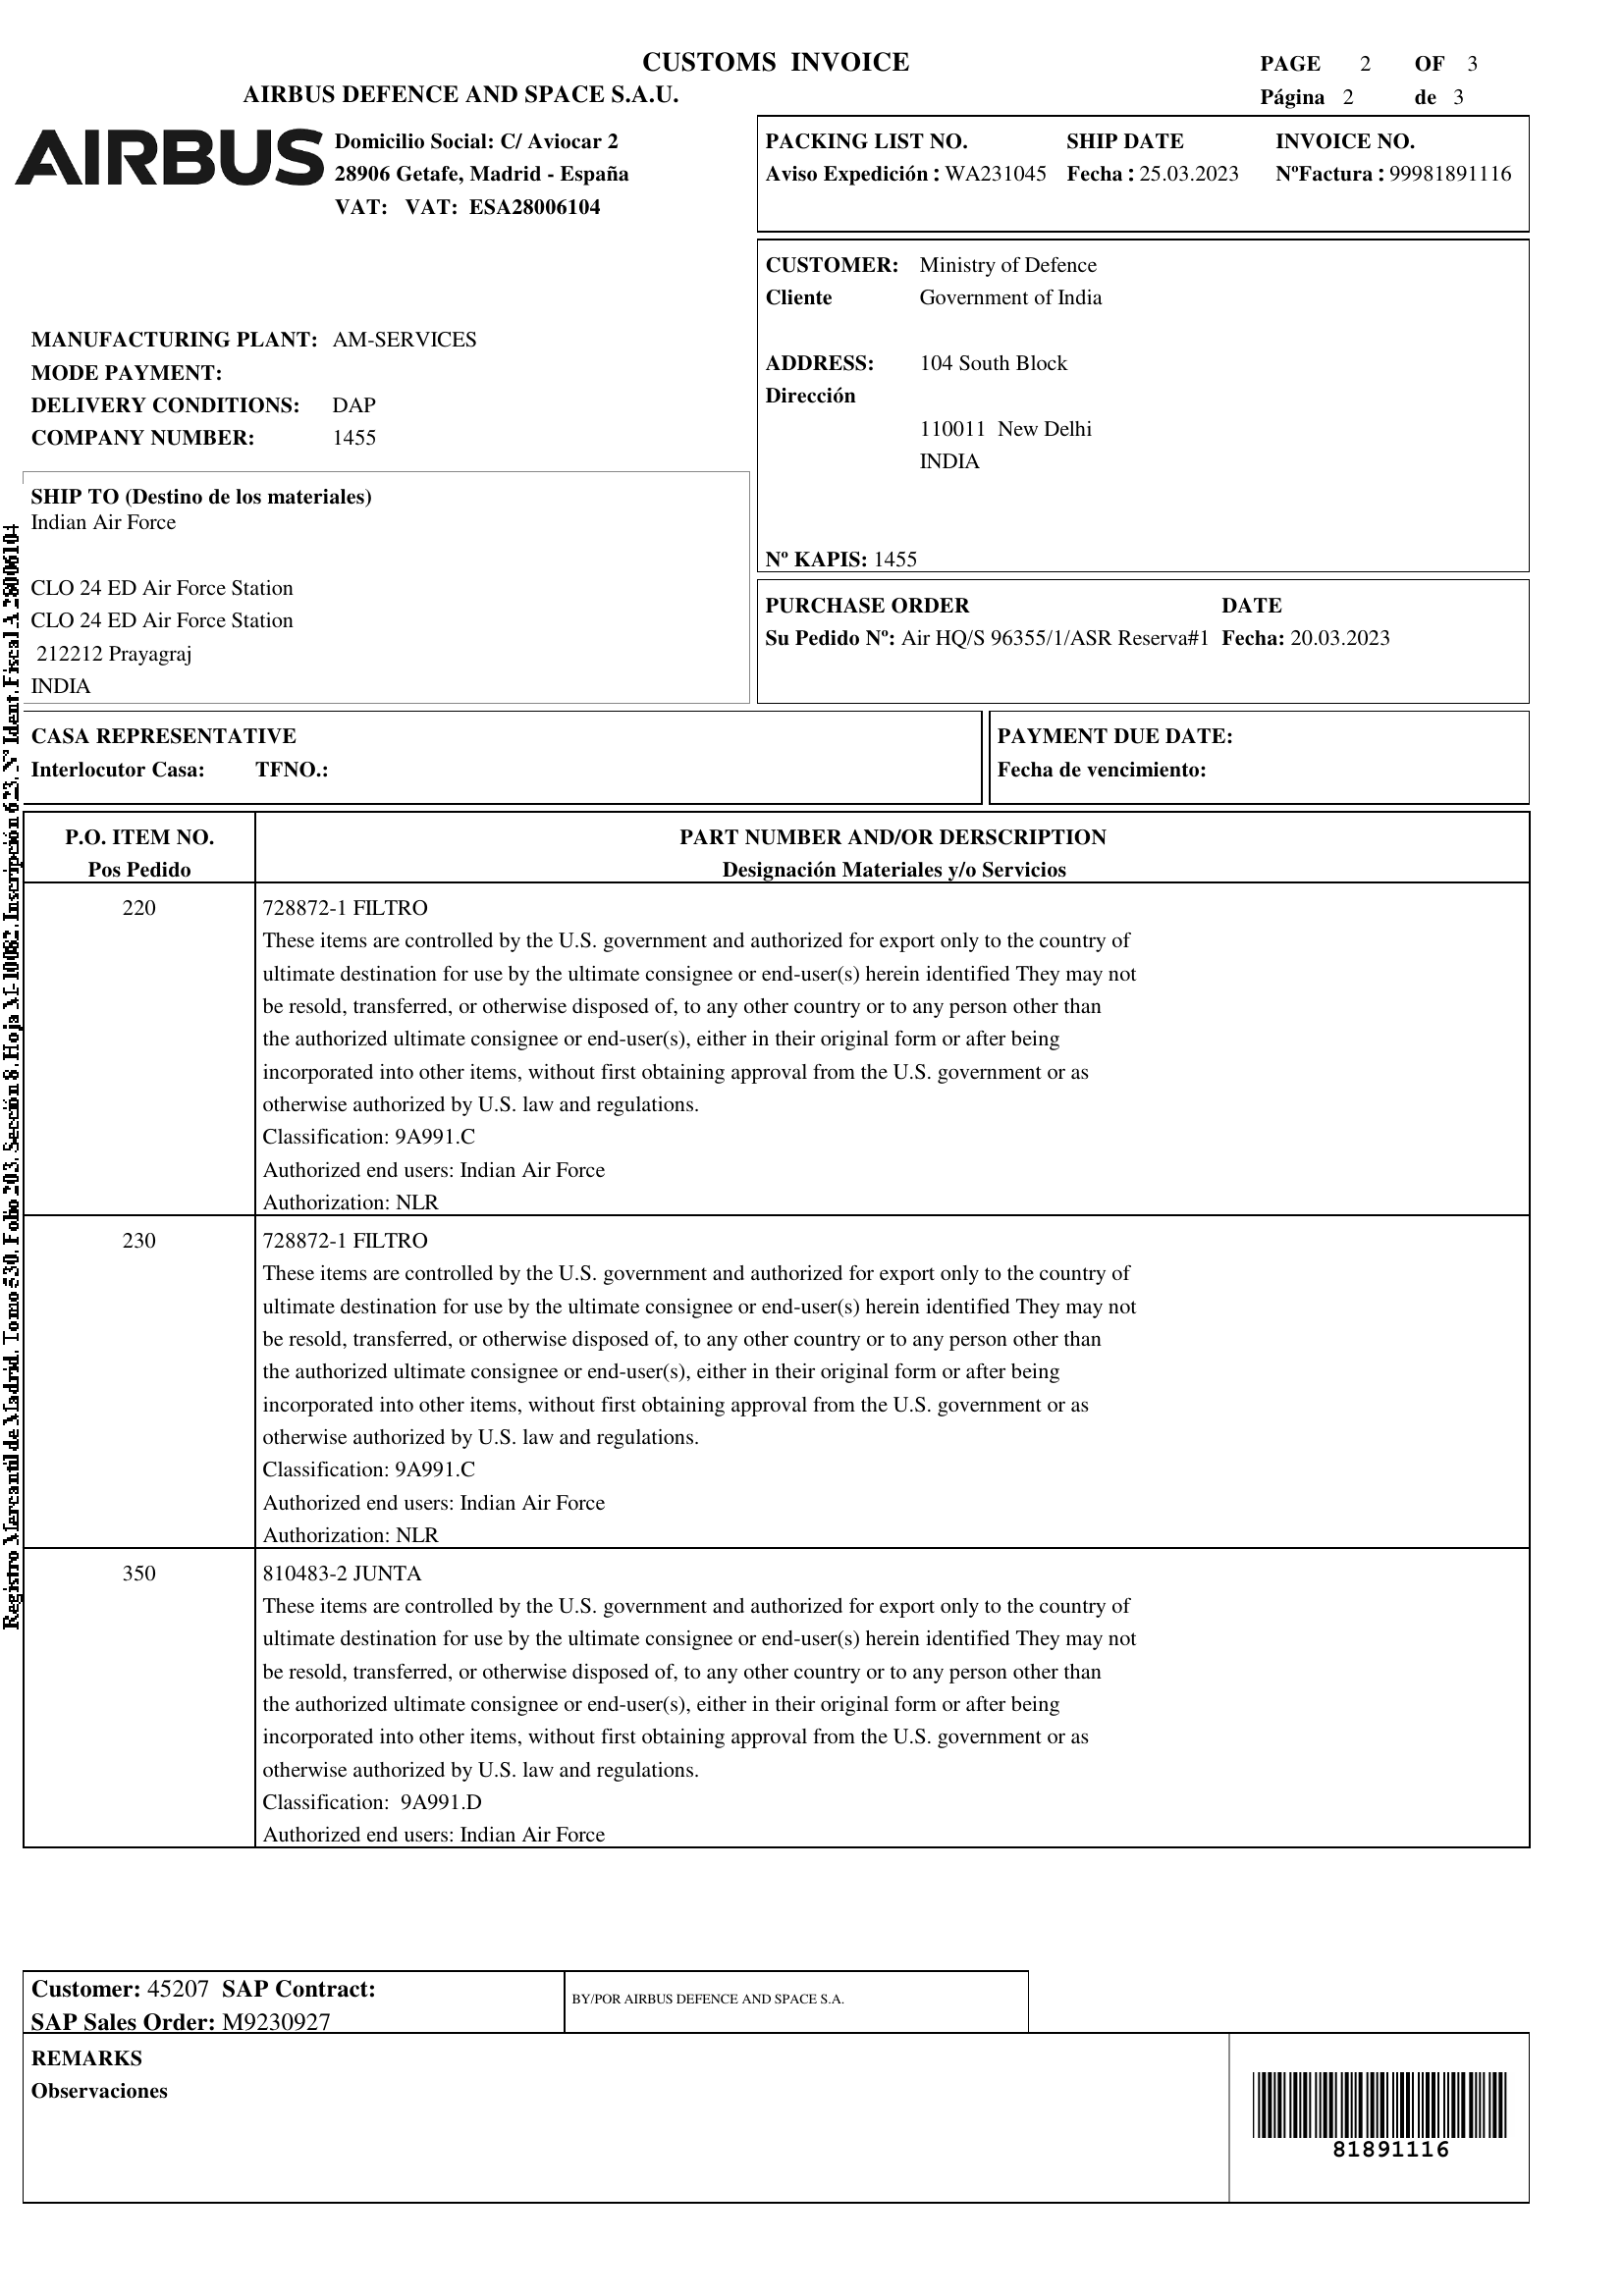 CUSTOMS INVOICE
AIRBUS DEFENCE AND SPACE S.A.U.
PAGE 2 OF 3
Página 2 de 3
AIRBUS
Domicilio Social: C/ Aviocar 2
28906 Getafe, Madrid - España
VAT: VAT: ESA28006104
PACKING LIST NO. SHIP DATE INVOICE NO.
Aviso Expedición : WA231045 Fecha : 25.03.2023 NºFactura : 99981891116
CUSTOMER: Ministry of Defence
Cliente Government of India
ADDRESS: 104 South Block
Dirección
110011 New Delhi
INDIA
Nº KAPIS: 1455
MANUFACTURING PLANT: AM-SERVICES
MODE PAYMENT:
DELIVERY CONDITIONS: DAP
COMPANY NUMBER: 1455
SHIP TO (Destino de los materiales)
Indian Air Force
CLO 24 ED Air Force Station
CLO 24 ED Air Force Station
212212 Prayagraj
INDIA
PURCHASE ORDER DATE
Su Pedido Nº: Air HQ/S 96355/1/ASR Reserva#1 Fecha: 20.03.2023
CASA REPRESENTATIVE
Interlocutor Casa: TFNO.:
PAYMENT DUE DATE:
Fecha de vencimiento:
P.O. ITEM NO. PART NUMBER AND/OR DERSCRIPTION
Pos Pedido Designación Materiales y/o Servicios
220 728872-1 FILTRO
These items are controlled by the U.S. government and authorized for export only to the country of
ultimate destination for use by the ultimate consignee or end-user(s) herein identified They may not
be resold, transferred, or otherwise disposed of, to any other country or to any person other than
the authorized ultimate consignee or end-user(s), either in their original form or after being
incorporated into other items, without first obtaining approval from the U.S. government or as
otherwise authorized by U.S. law and regulations.
Classification: 9A991.C
Authorized end users: Indian Air Force
Authorization: NLR
230 728872-1 FILTRO
These items are controlled by the U.S. government and authorized for export only to the country of
ultimate destination for use by the ultimate consignee or end-user(s) herein identified They may not
be resold, transferred, or otherwise disposed of, to any other country or to any person other than
the authorized ultimate consignee or end-user(s), either in their original form or after being
incorporated into other items, without first obtaining approval from the U.S. government or as
otherwise authorized by U.S. law and regulations.
Classification: 9A991.C
Authorized end users: Indian Air Force
Authorization: NLR
350 810483-2 JUNTA
These items are controlled by the U.S. government and authorized for export only to the country of
ultimate destination for use by the ultimate consignee or end-user(s) herein identified They may not
be resold, transferred, or otherwise disposed of, to any other country or to any person other than
the authorized ultimate consignee or end-user(s), either in their original form or after being
incorporated into other items, without first obtaining approval from the U.S. government or as
otherwise authorized by U.S. law and regulations.
Classification: 9A991.D
Authorized end users: Indian Air Force
Registro Mercantil de Madrid, Tomo 530, Folio 203, Sección 8, Hoja M-10082, Inscripción 623, Nº Ident. Fiscal A 28006104
Customer: 45207 SAP Contract:
SAP Sales Order: M9230927
BY/POR AIRBUS DEFENCE AND SPACE S.A.
REMARKS
Observaciones
81891116